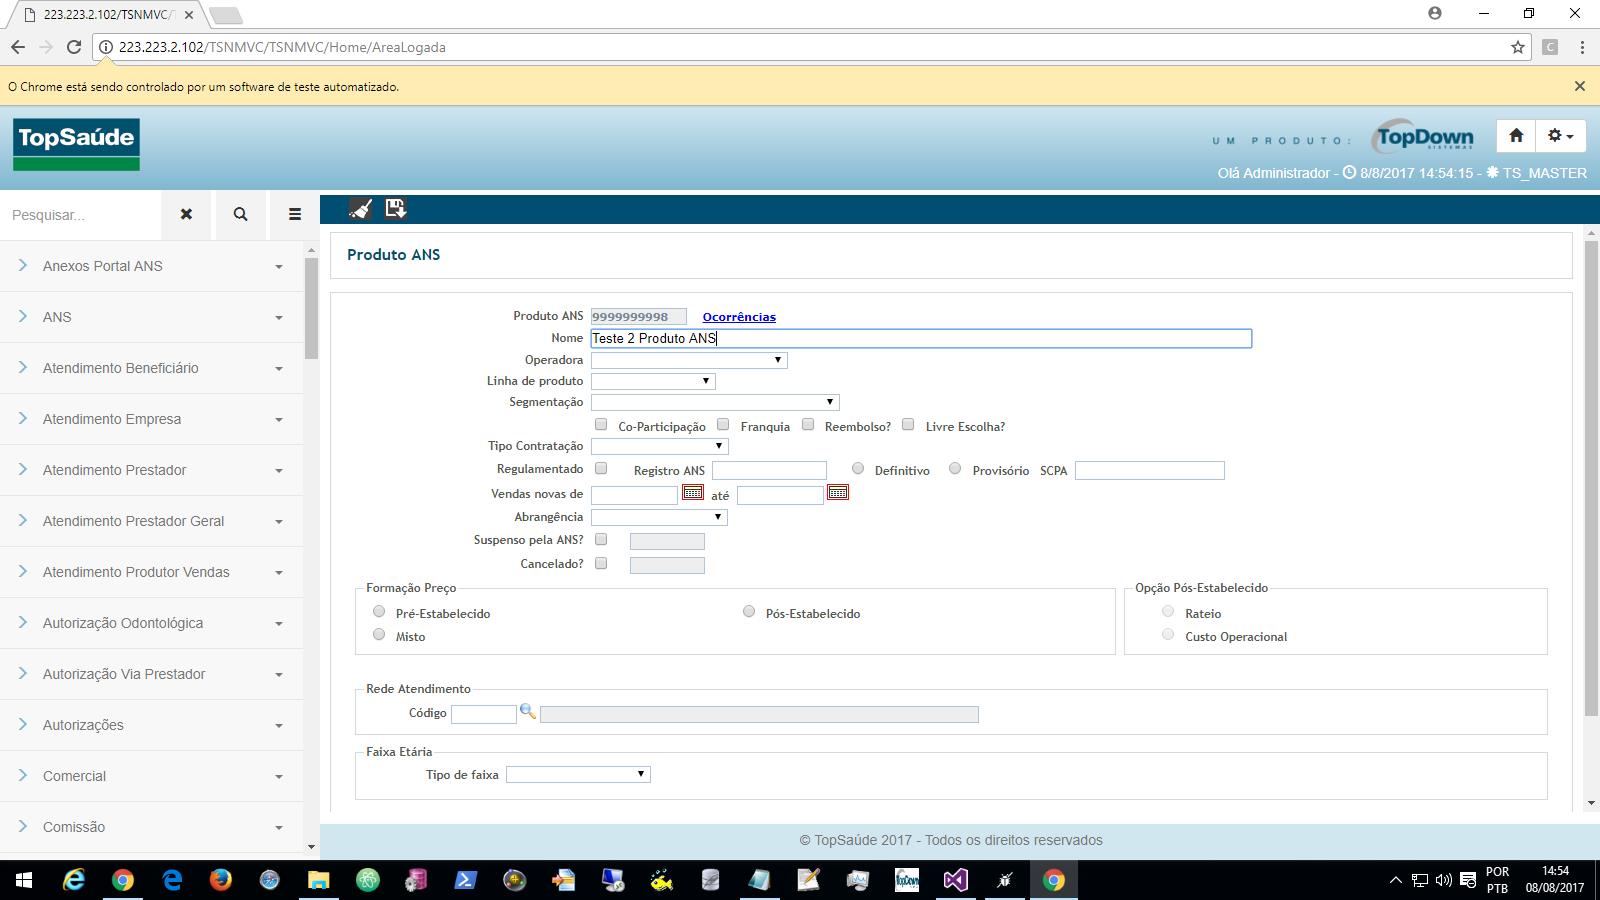 223.223.2.102/TSNMVC/T
223.223.2.102/TSNMVC/TSNMVC/Home/AreaLogada
C
O Chrome está sendo controlado por um software de teste automatizado.
TopSaúde
UM PRODUTO:
TopDown
SISTEMAS
Olá Administrador - 8/8/2017 14:54:15 - TS_MASTER
Pesquisar...
Anexos Portal ANS
ANS
Atendimento Beneficiário
Atendimento Empresa
Atendimento Prestador
Atendimento Prestador Geral
Atendimento Produtor Vendas
Autorização Odontológica
Autorização Via Prestador
Autorizações
Comercial
Comissão
Produto ANS
Produto ANS 9999999998 Ocorrências
Nome Teste 2 Produto ANS
Operadora
Linha de produto
Segmentação
Co-Participação Franquia Reembolso? Livre Escolha?
Tipo Contratação
Regulamentado Registro ANS Definitivo Provisório SCPA
Vendas novas de até
Abrangência
Suspenso pela ANS?
Cancelado?
Formação Preço
Pré-Estabelecido Pós-Estabelecido
Misto
Opção Pós-Estabelecido
Rateio
Custo Operacional
Rede Atendimento
Código
Faixa Etária
Tipo de faixa
© TopSaúde 2017 - Todos os direitos reservados
TopDown
POR
PTB
14:54
08/08/2017